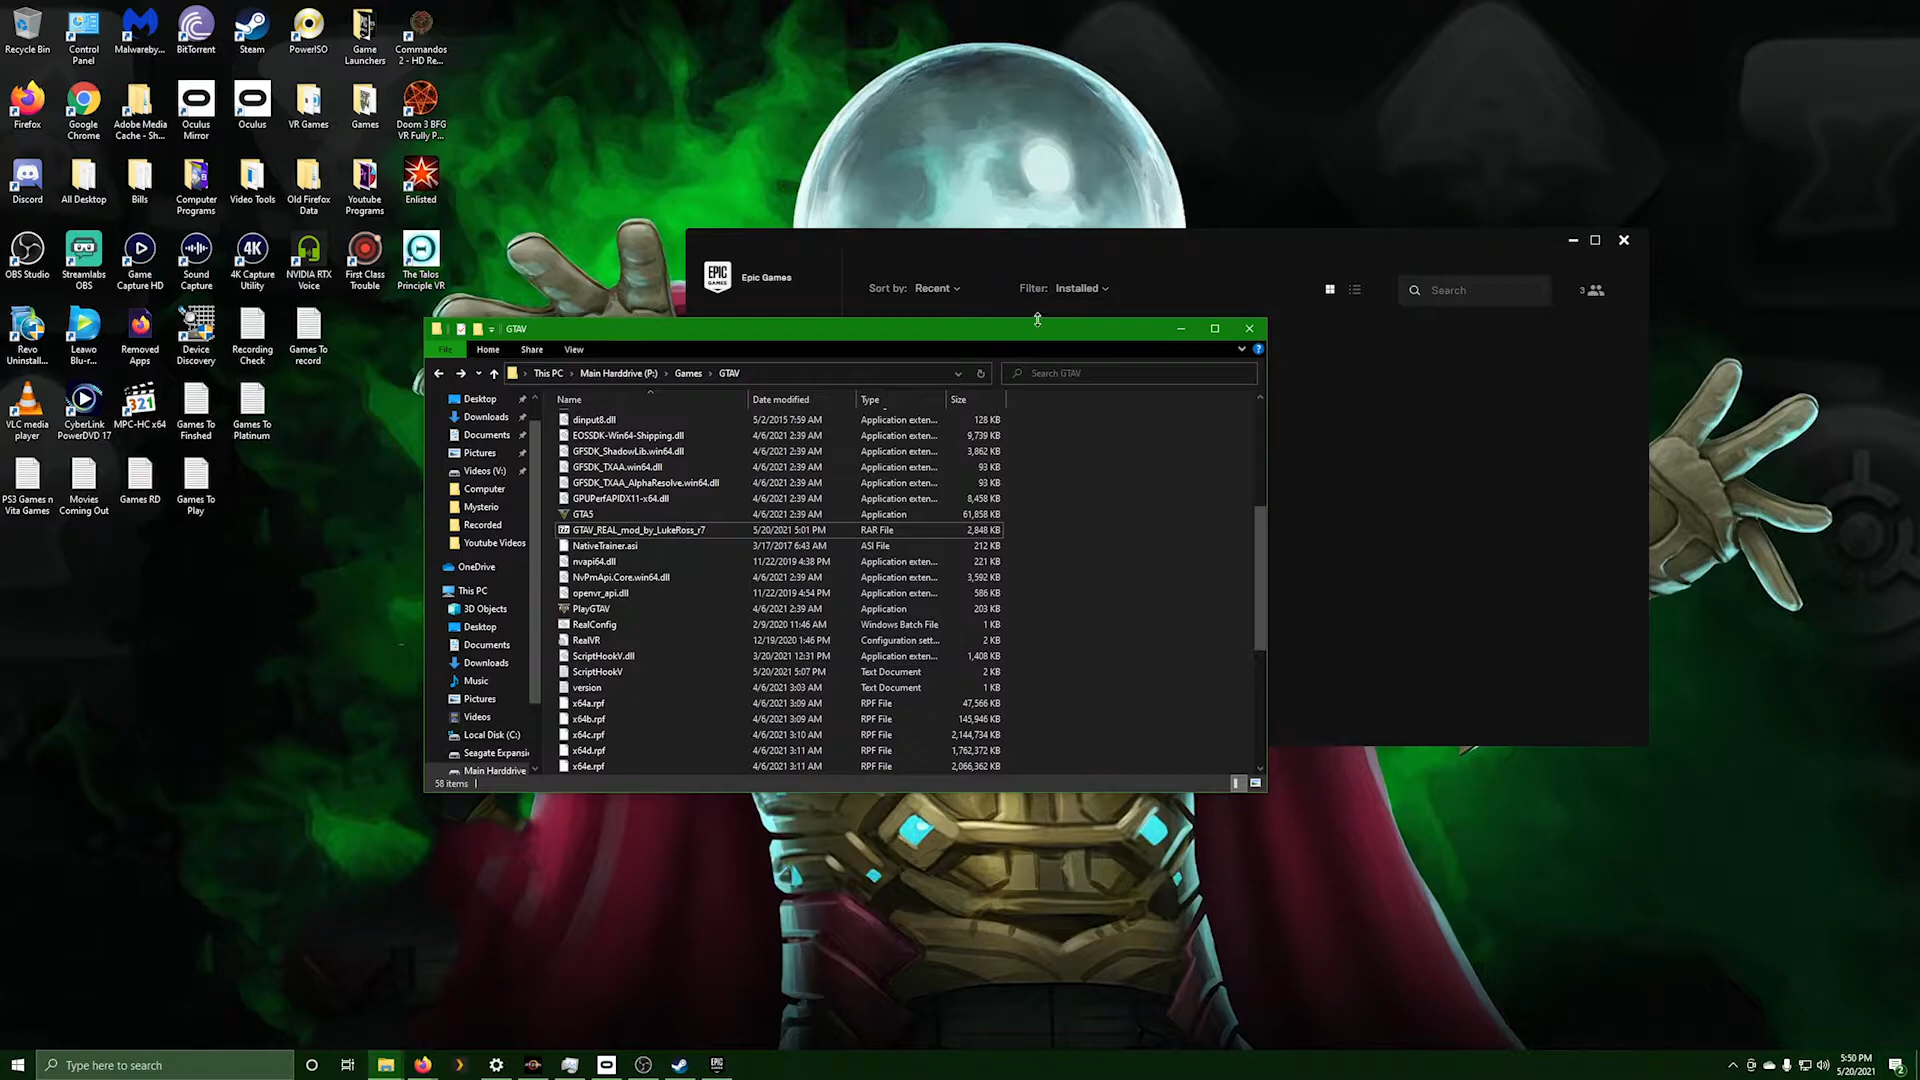 Recycle Bin
Control Panel
Malwareby...
BitTorrent
Steam
PowerISO
Game Launchers
Commandos 2 - HD Re...
Firefox
Google Chrome
Adobe Media Cache - Sh...
Oculus Mirror
Oculus
VR Games
Games
Doom 3 BFG VR Fully P...
Discord
All Desktop
Bills
Computer Programs
Video Tools
Old Firefox Data
Youtube Programs
Enlisted
OBS Studio
Streamlabs OBS
Game Capture HD
Sound Capture
4K Capture Utility
NVIDIA RTX Voice
First Class Trouble
The Talos Principle VR
Revo Uninstall...
Leawo Blu-r...
Removed Apps
Device Discovery
Recording Check
Games To record
VLC media player
CyberLink PowerDVD 17
MPC-HC x64
Games To Finshed
Games To Platinum
PS3 Games n Vita Games
Movies Coming Out
Games RD
Games To Play
EPIC GAMES
Epic Games
Sort by: Recent
Filter: Installed
Search
3
GTAV
File Home Share View
This PC > Main Harddrive (P:) > Games > GTAV
Search GTAV
Desktop
Downloads
Documents
Pictures
Videos (V:)
Computer
Mysterio
Recorded
Youtube Videos
OneDrive
This PC
3D Objects
Desktop
Documents
Downloads
Music
Pictures
Videos
Local Disk (C:)
Seagate Expansi
Main Harddrive
Name Date modified Type Size
dinput8.dll 5/2/2015 7:59 AM Application exten... 128 KB
EOSSDK-Win64-Shipping.dll 4/6/2021 2:39 AM Application exten... 9,739 KB
GFSDK_ShadowLib.win64.dll 4/6/2021 2:39 AM Application exten... 3,862 KB
GFSDK_TXAA.win64.dll 4/6/2021 2:39 AM Application exten... 93 KB
GFSDK_TXAA_AlphaResolve.win64.dll 4/6/2021 2:39 AM Application exten... 93 KB
GPUPerfAPIDX11-x64.dll 4/6/2021 2:39 AM Application exten... 8,458 KB
GTA5 4/6/2021 2:39 AM Application 61,858 KB
GTAV_REAL_mod_by_LukeRoss_r7 5/20/2021 5:01 PM RAR File 2,848 KB
NativeTrainer.asi 3/17/2017 6:43 AM ASI File 212 KB
nvapi64.dll 11/22/2019 4:38 PM Application exten... 221 KB
NvPmApi.Core.win64.dll 4/6/2021 2:39 AM Application exten... 3,592 KB
openvr_api.dll 11/22/2019 4:54 PM Application exten... 586 KB
PlayGTAV 4/6/2021 2:39 AM Application 203 KB
RealConfig 2/9/2020 11:46 AM Windows Batch File 1 KB
RealVR 12/19/2020 1:46 PM Configuration sett... 2 KB
ScriptHookV.dll 3/20/2021 12:31 PM Application exten... 1,408 KB
ScriptHookV 5/20/2021 5:07 PM Text Document 2 KB
version 4/6/2021 3:03 AM Text Document 1 KB
x64a.rpf 4/6/2021 3:09 AM RPF File 47,566 KB
x64b.rpf 4/6/2021 3:09 AM RPF File 145,946 KB
x64c.rpf 4/6/2021 3:10 AM RPF File 2,144,734 KB
x64d.rpf 4/6/2021 3:11 AM RPF File 1,762,372 KB
x64e.rpf 4/6/2021 3:11 AM RPF File 2,066,362 KB
58 items
Type here to search
5:50 PM
5/20/2021
2